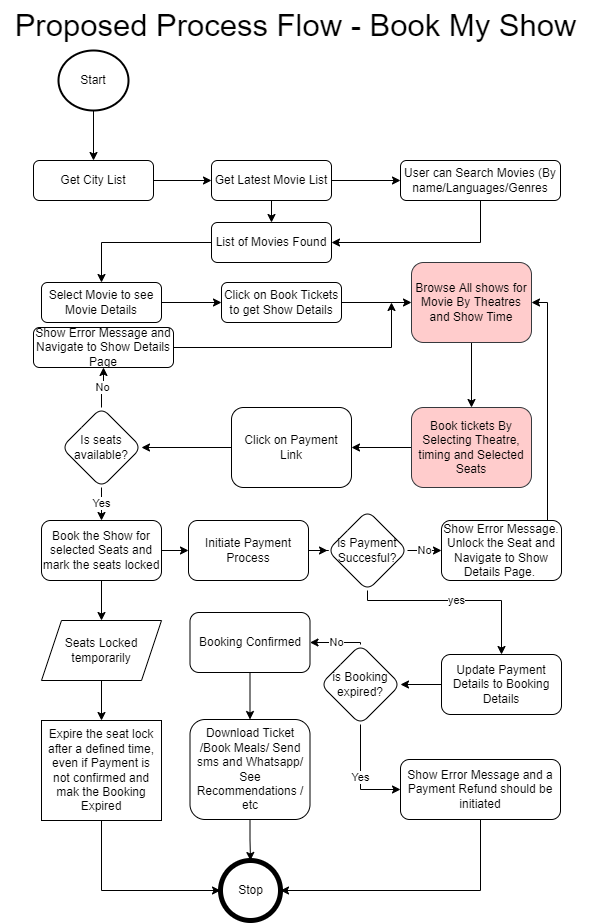 Proposed Process Flow - Book My Show
Start
Get City List
Get Latest Movie List
User can Search Movies (By
name/Languages/Genres
List of Movies Found
Select Movie to see
Movie Details
Click on Book Tickets
to get Show Details
Browse All shows for
Movie By Theatres
and Show Time
Show Error Message and
Navigate to Show Details
Page
No
Is seats
available?
Click on Payment
Link
Book tickets By
Selecting Theatre,
timing and Selected
Seats
Yes
Book the Show for
selected Seats and
mark the seats locked
Initiate Payment
Process
Is Payment
Succesful?
No
Show Error Message.
Unlock the Seat and
Navigate to Show
Details Page.
yes
Seats Locked
temporarily
Booking Confirmed
No
Is Booking
expired?
Update Payment
Details to Booking
Details
Expire the seat lock
after a defined time,
even if Payment is
not confirmed and
mak the Booking
Expired
Download Ticket
/Book Meals/ Send
sms and Whatsapp/
See
Recommendations /
etc
Yes
Show Error Message and a
Payment Refund should be
initiated
Stop